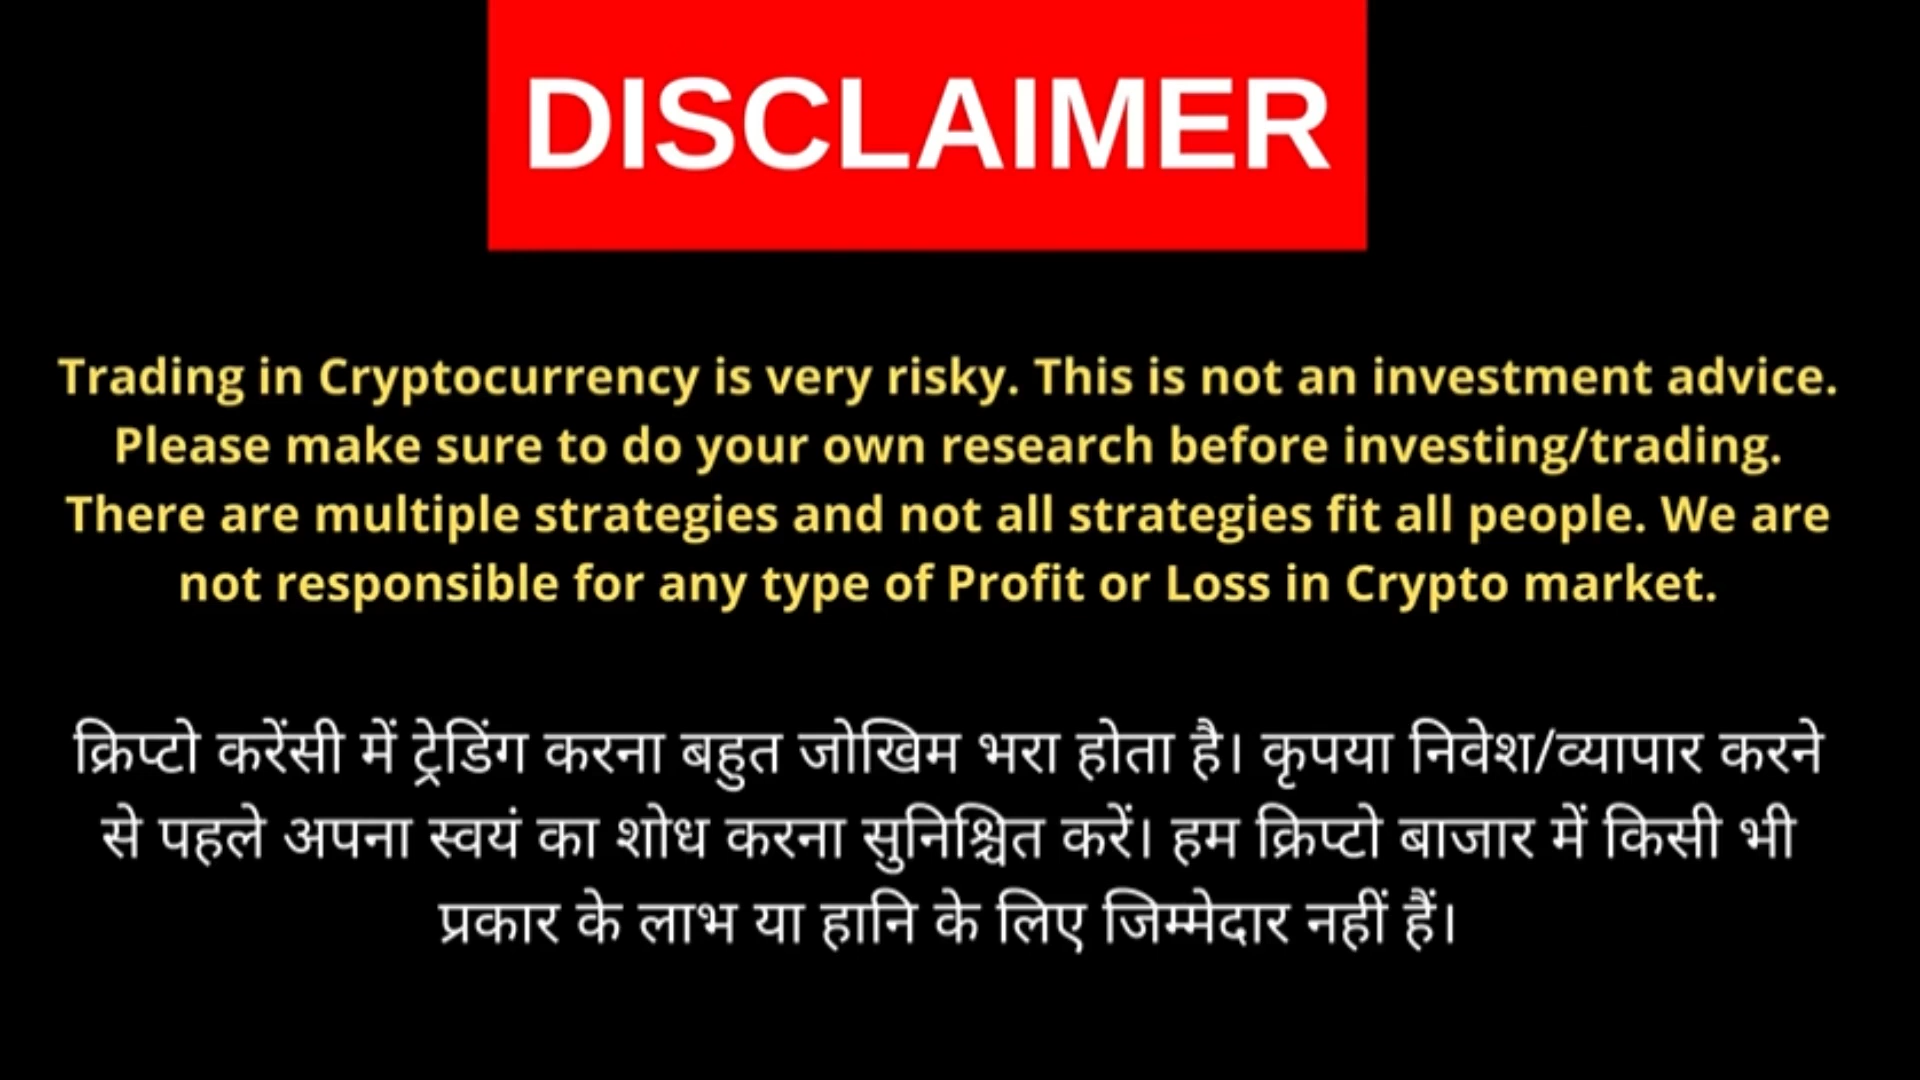 DISCLAIMER
Trading in Cryptocurrency is very risky. This is not an investment advice.
Please make sure to do your own research before investing/trading.
There are multiple strategies and not all strategies fit all people. We are
not responsible for any type of Profit or Loss in Crypto market.
क्रिप्टो करेंसी में ट्रेडिंग करना बहुत जोखिम भरा होता है। कृपया निवेश/व्यापार करने
से पहले अपना स्वयं का शोध करना सुनिश्चित करें। हम क्रिप्टो बाजार में किसी भी
प्रकार के लाभ या हानि के लिए जिम्मेदार नहीं हैं।